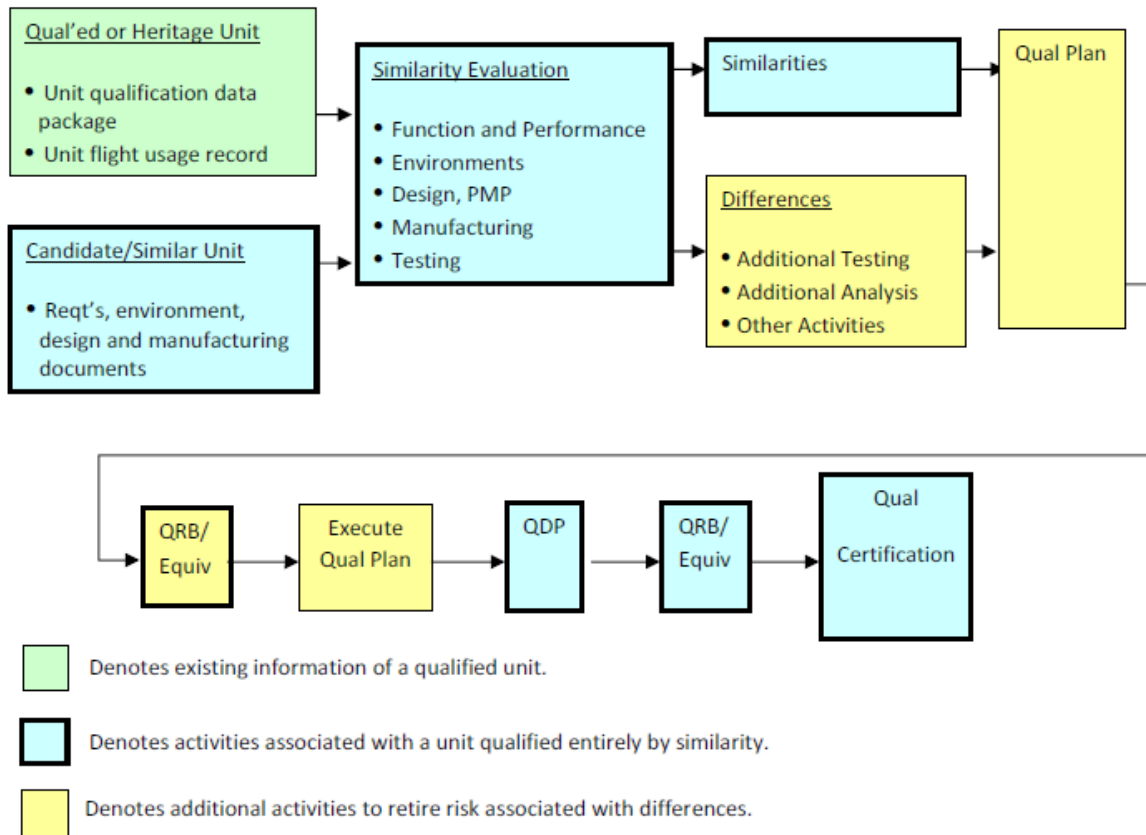 Qual'ed or Heritage Unit
• Unit qualification data
package
• Unit flight usage record
Candidate/Similar Unit
• Reqt's, environment,
design and manufacturing
documents
Similarity Evaluation
• Function and Performance
• Environments
• Design, PMP
• Manufacturing
• Testing
Similarities
Differences
• Additional Testing
• Additional Analysis
• Other Activities
Qual Plan
QRB/
Equiv
Execute
Qual Plan
QDP
QRB/
Equiv
Qual
Certification
Denotes existing information of a qualified unit.
Denotes activities associated with a unit qualified entirely by similarity.
Denotes additional activities to retire risk associated with differences.